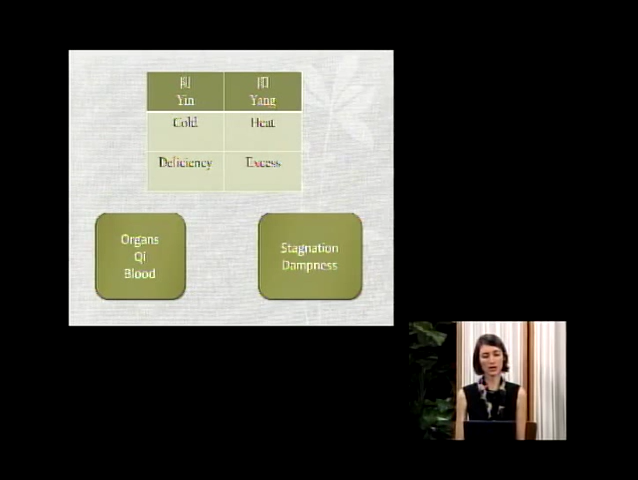 Yin
Yang
Cold
Heat
Deficiency
Excess
Organs
Qi
Blood
Stagnation
Dampness